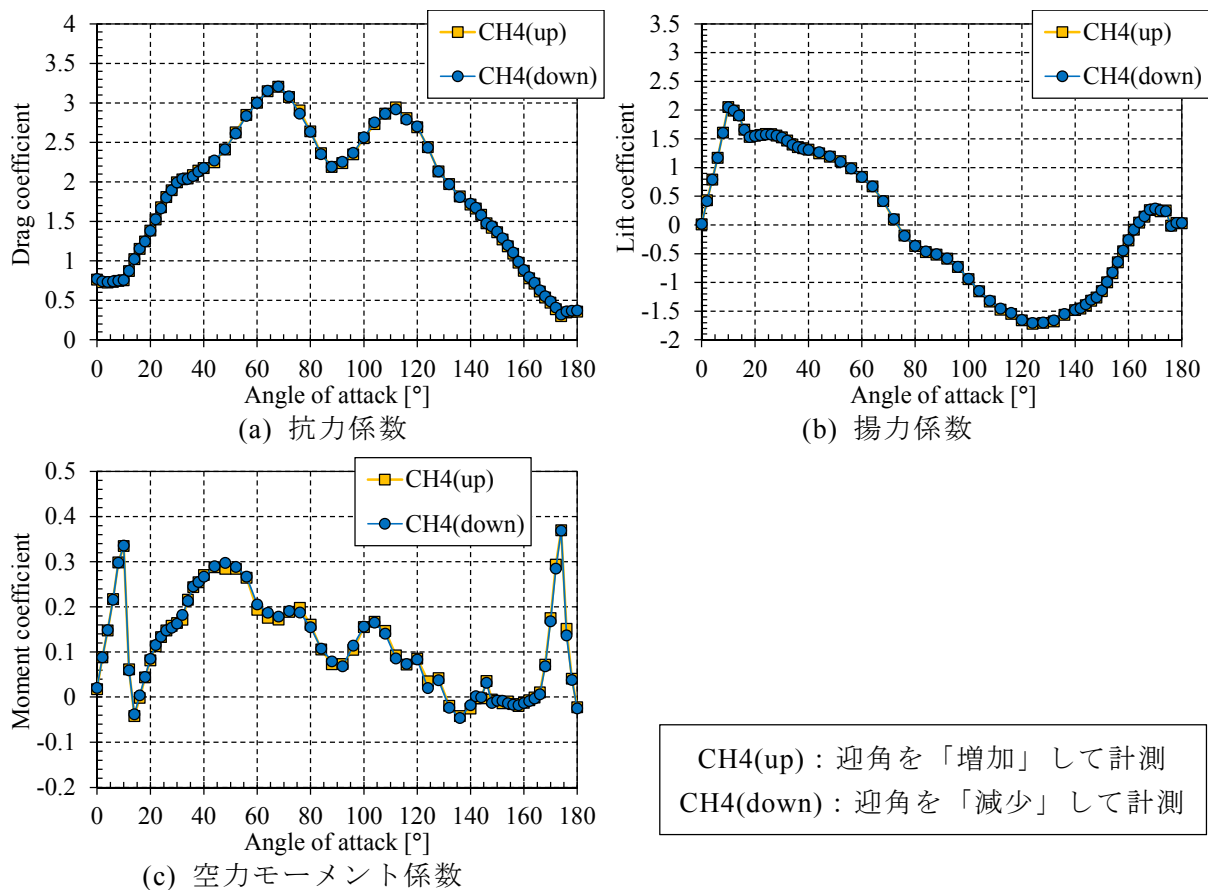 4
3.5
3
2.5
2
1.5
1
0.5
0
Drag coefficient
CH4(up)
CH4(down)
0 20 40 60 80 100 120 140 160 180
Angle of attack [°]
(a) 抗力係数
3.5
3
2.5
2
1.5
1
0.5
0
-0.5
-1
-1.5
-2
Lift coefficient
CH4(up)
CH4(down)
0 20 40 60 80 100 120 140 160 180
Angle of attack [°]
(b) 揚力係数
0.5
0.4
0.3
0.2
0.1
0
-0.1
-0.2
Moment coefficient
CH4(up)
CH4(down)
0 20 40 60 80 100 120 140 160 180
Angle of attack [°]
(c) 空力モーメント係数
CH4(up) : 迎角を「増加」して計測
CH4(down) : 迎角を「減少」して計測